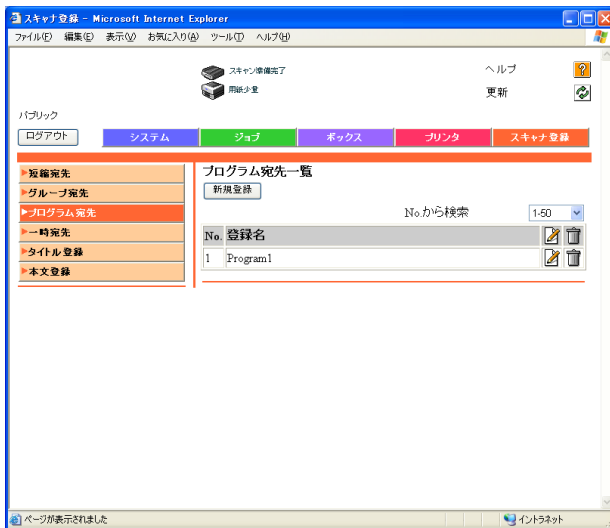 スキャナ登録 - Microsoft Internet Explorer
ファイル(F) 編集(E) 表示(V) お気に入り(A) ツール(T) ヘルプ(H)
スキャン準備完了
ヘルプ
用紙少量
更新
パブリック
ログアウト
システム ジョブ ボックス プリンタ スキャナ登録
短縮宛先
グループ宛先
プログラム宛先
一時宛先
タイトル登録
本文登録
プログラム宛先一覧
新規登録
No.から検索 1-50
No. 登録名
1 Program1
ページが表示されました
イントラネット